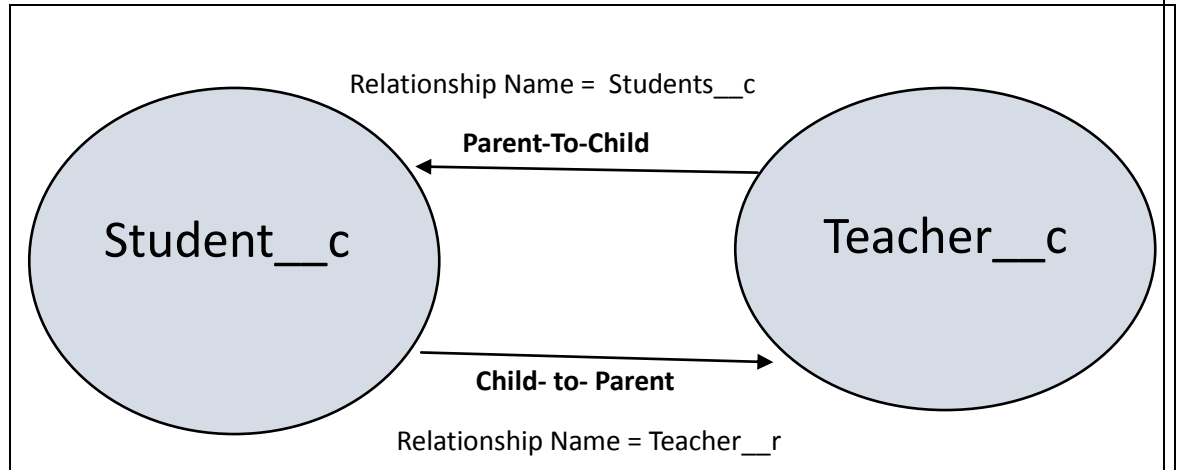 Relationship Name = Students__c
Parent-To-Child
Student__c
Teacher__c
Child- to- Parent
Relationship Name = Teacher__r